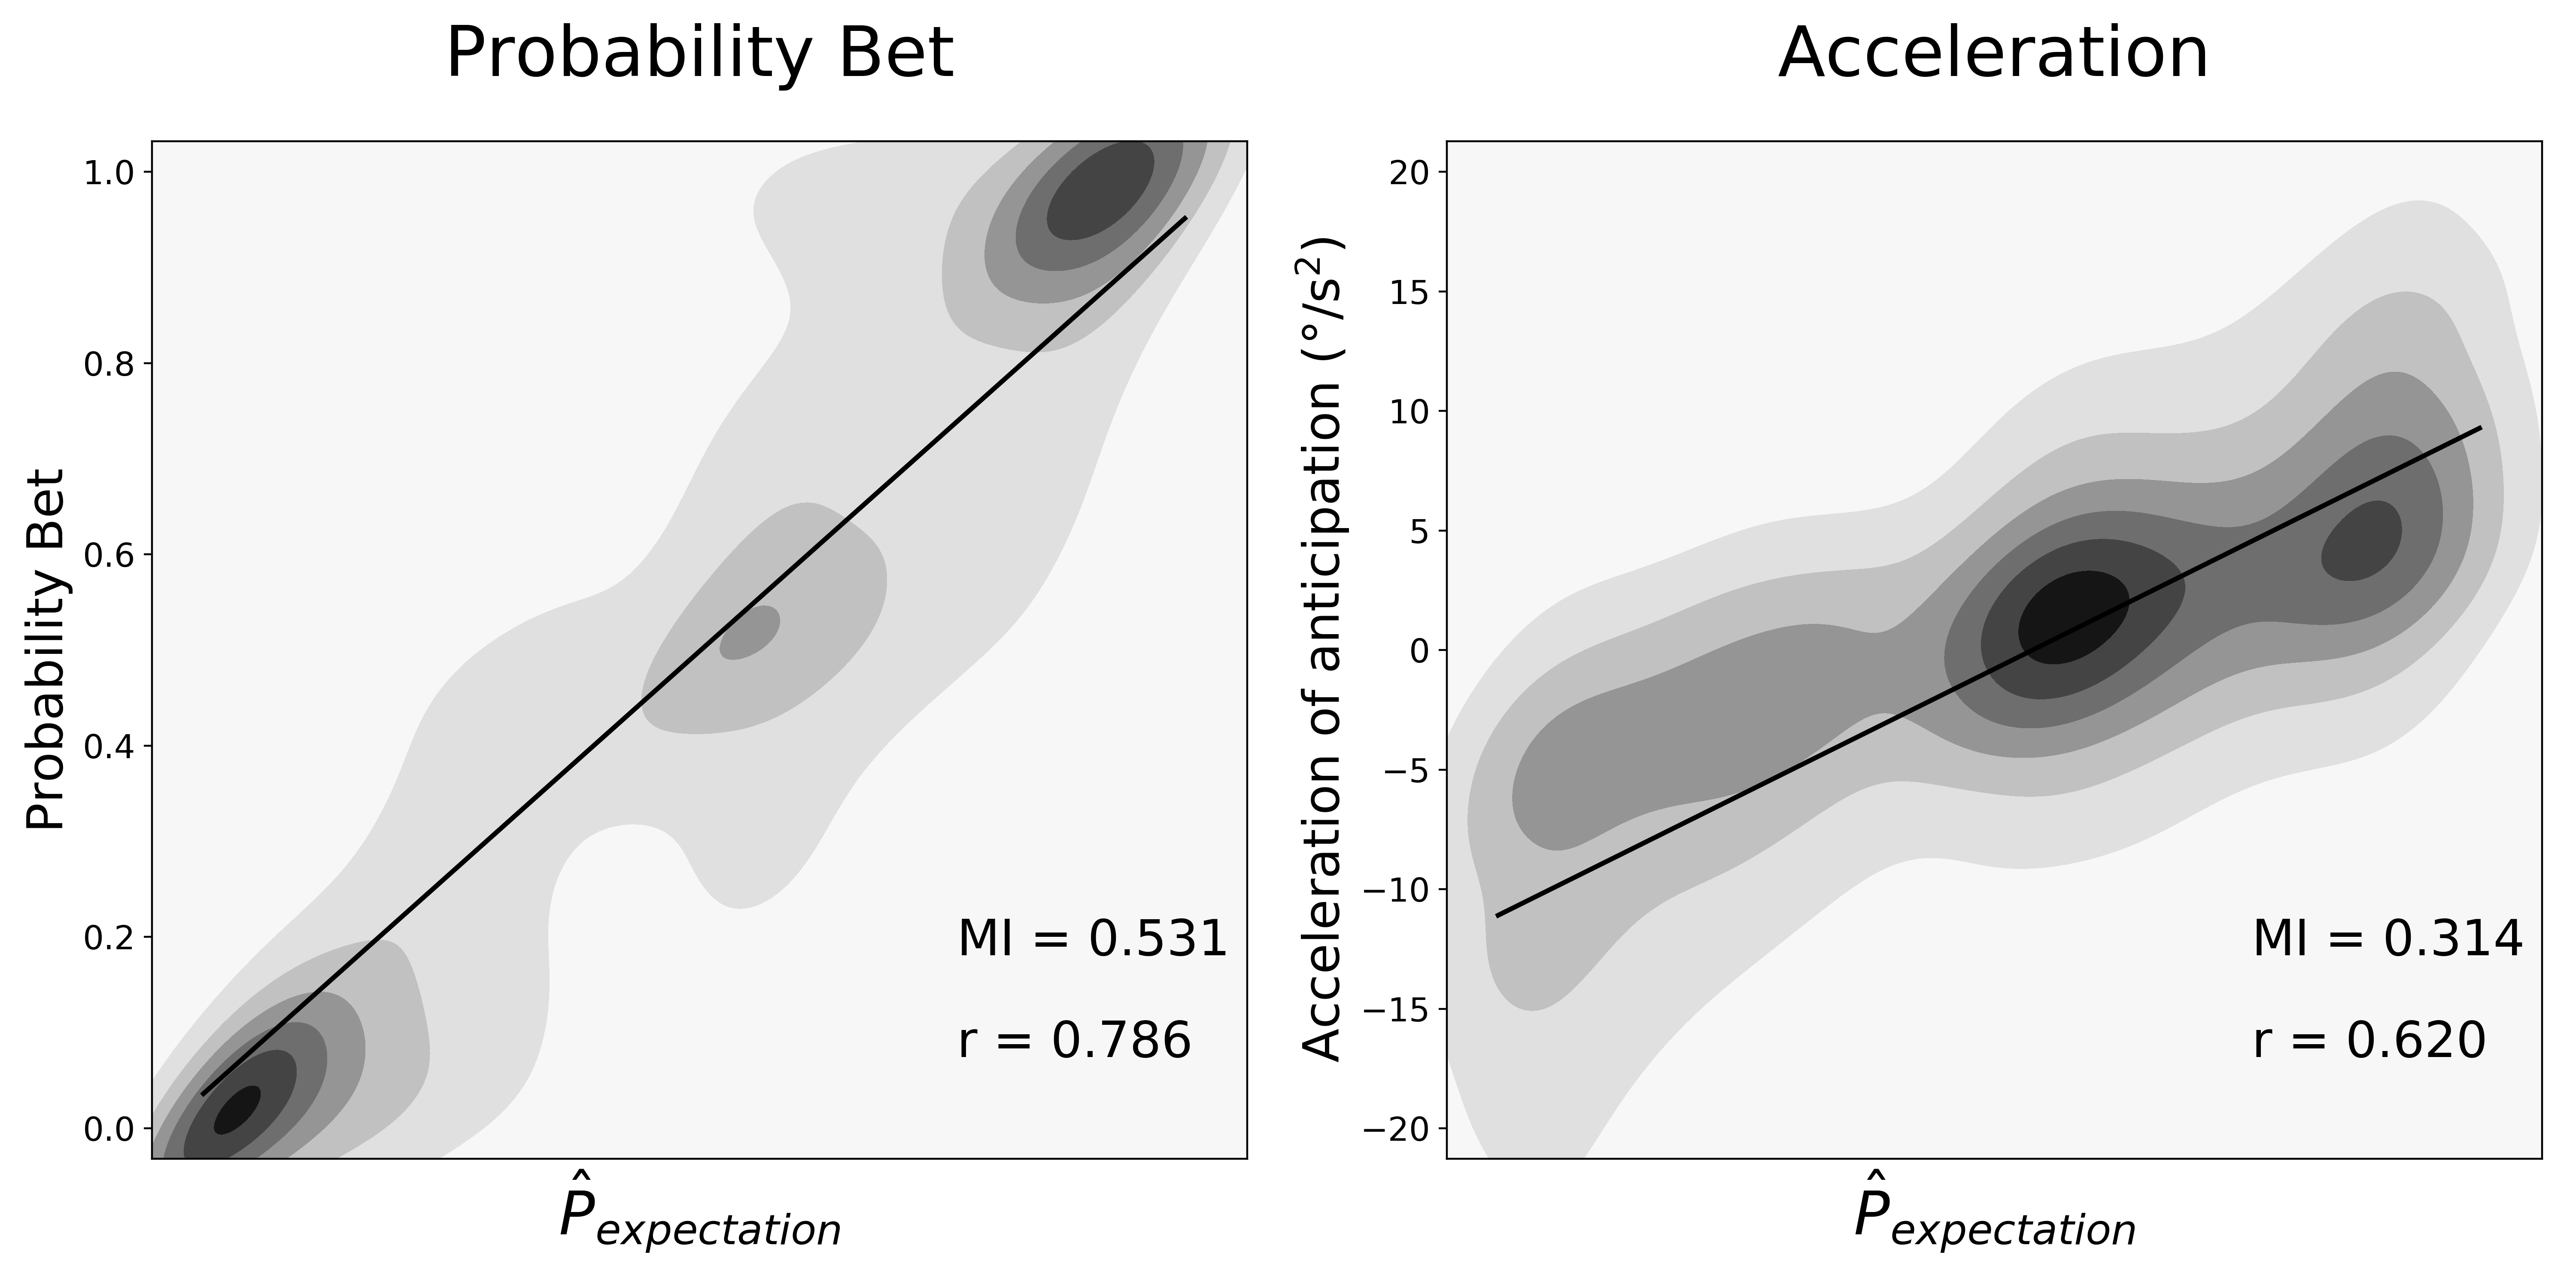 Probability Bet
Probability Bet
1.0
0.8
0.6
0.4
0.2
0.0
MI = 0.531
r = 0.786
P̂expectation
Acceleration
Acceleration of anticipation (°/s²)
20
15
10
5
0
−5
−10
−15
−20
MI = 0.314
r = 0.620
P̂expectation